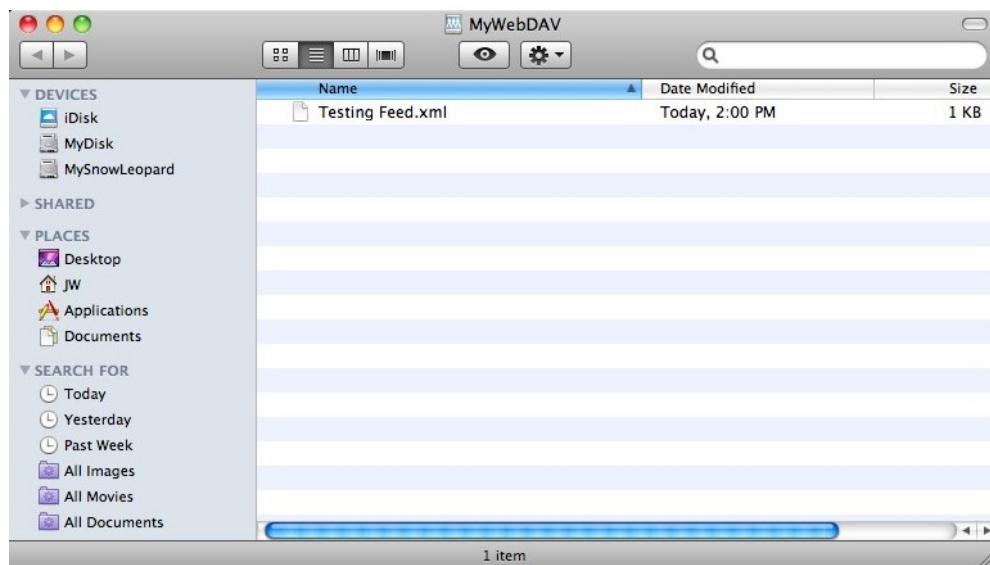 MyWebDAV
DEVICES
iDisk
MyDisk
MySnowLeopard
SHARED
PLACES
Desktop
JW
Applications
Documents
SEARCH FOR
Today
Yesterday
Past Week
All Images
All Movies
All Documents
Name Date Modified Size
Testing Feed.xml Today, 2:00 PM 1 KB
1 item